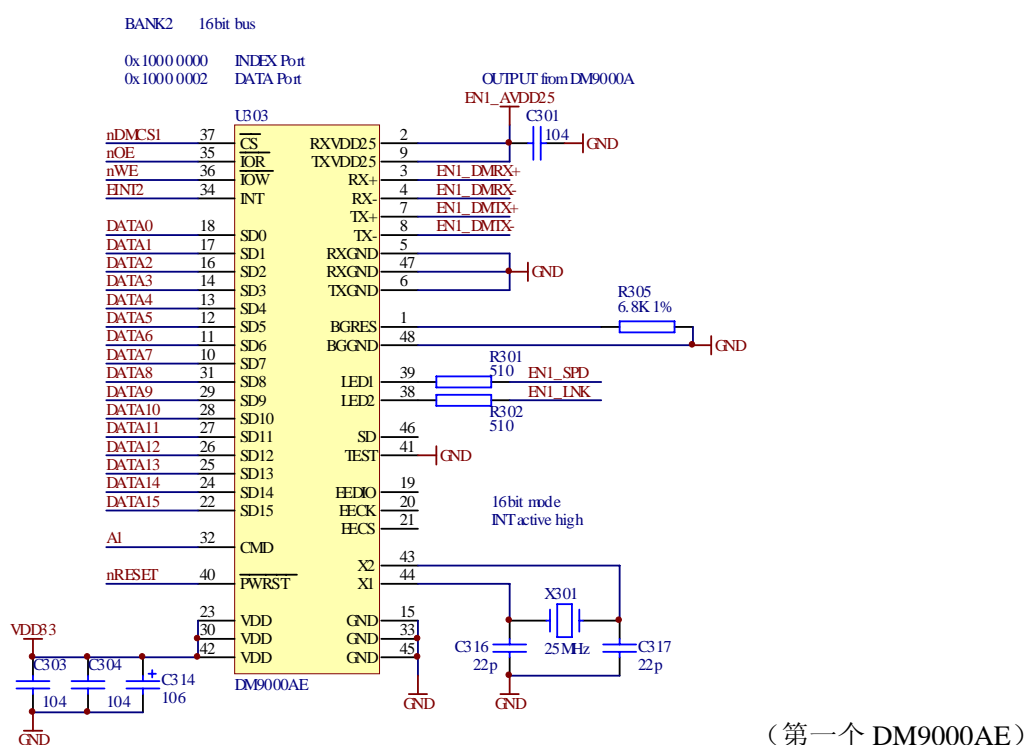 BANK2 16bit bus
0x1000 0000 INDEX Port
0x1000 0002 DATA Port
OUTPUT from DM9000A
EN1_AVDD25
C301
104
GND
U303
nDMCS1 37 CS RXVDD25 2
nOE 35 IOR TXVDD25 9
nWE 36 IOW RX+ 3 EN1_DMRX+
EINT2 34 INT RX- 4 EN1_DMRX-
TX+ 7 EN1_DMTX+
DATA0 18 SD0 TX- 8 EN1_DMTX-
DATA1 17 SD1 RXGND 5
DATA2 16 SD2 RXGND 47 GND
DATA3 14 SD3 TXGND 6
DATA4 13 SD4
R305
6.8K 1%
DATA5 12 SD5 BGRES 1
DATA6 11 SD6 BGGND 48 GND
DATA7 10 SD7
R301
510
DATA8 31 SD8 LED1 39 EN1_SPD
DATA9 29 SD9 LED2 38 EN1_LNK
R302
510
DATA10 28 SD10
DATA11 27 SD11 SD 46
DATA12 26 SD12 TEST 41 GND
DATA13 25 SD13
DATA14 24 SD14 EEDIO 19
DATA15 22 SD15 EECK 20
EECS 21
16bit mode
INT active high
A1 32 CMD
X2 43
nRESET 40 PWRST X1 44
X301
25MHz
C316
22p
C317
22p
GND
23 VDD GND 15
30 VDD GND 33
42 VDD GND 45
GND
DM9000AE
VDD33
C303
104
C304
104
+
C314
106
GND
（第一个 DM9000AE）